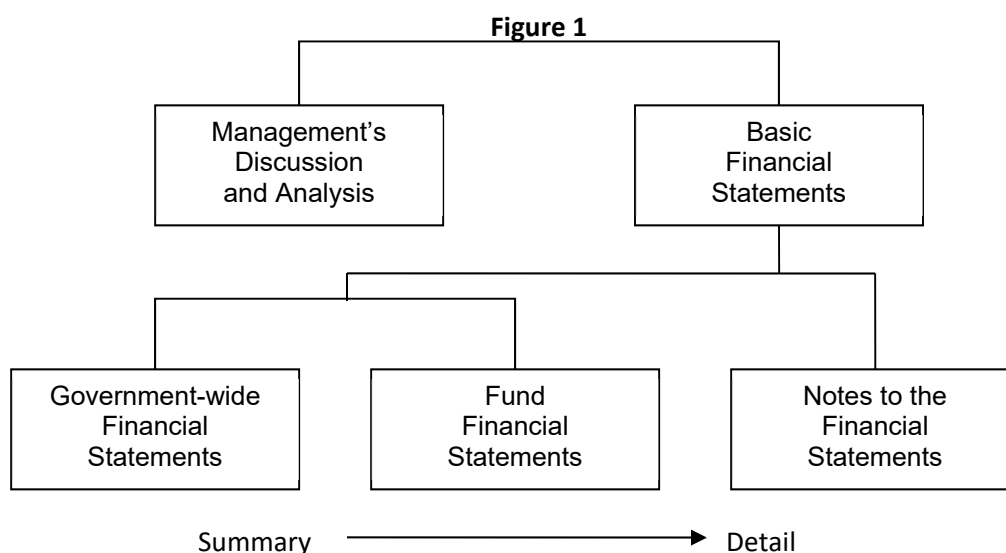 Figure 1
Management’s
Discussion
and Analysis
Basic
Financial
Statements
Government-wide
Financial
Statements
Fund
Financial
Statements
Notes to the
Financial
Statements
Summary
Detail